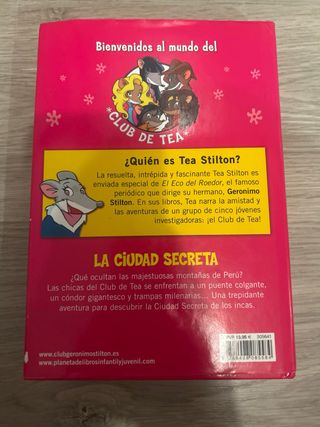 Bienvenidos al mundo del
CLUB DE TEA
¿Quién es Tea Stilton?
La resuelta, intrépida y fascinante Tea Stilton es
enviada especial de El Eco del Roedor, el famoso
periódico que dirige su hermano, Geronimo
Stilton. En sus libros, Tea narra la amistad y
las aventuras de un grupo de cinco jóvenes
investigadoras: ¡el Club de Tea!
LA CIUDAD SECRETA
¿Qué ocultan las majestuosas montañas de Perú?
Las chicas del Club de Tea se enfrentan a un puente colgante,
un cóndor gigantesco y trampas milenarias... Una trepidante
aventura para descubrir la Ciudad Secreta de los incas.
www.clubgeronimostilton.es
www.planetadelibrosinfantilyjuvenil.com